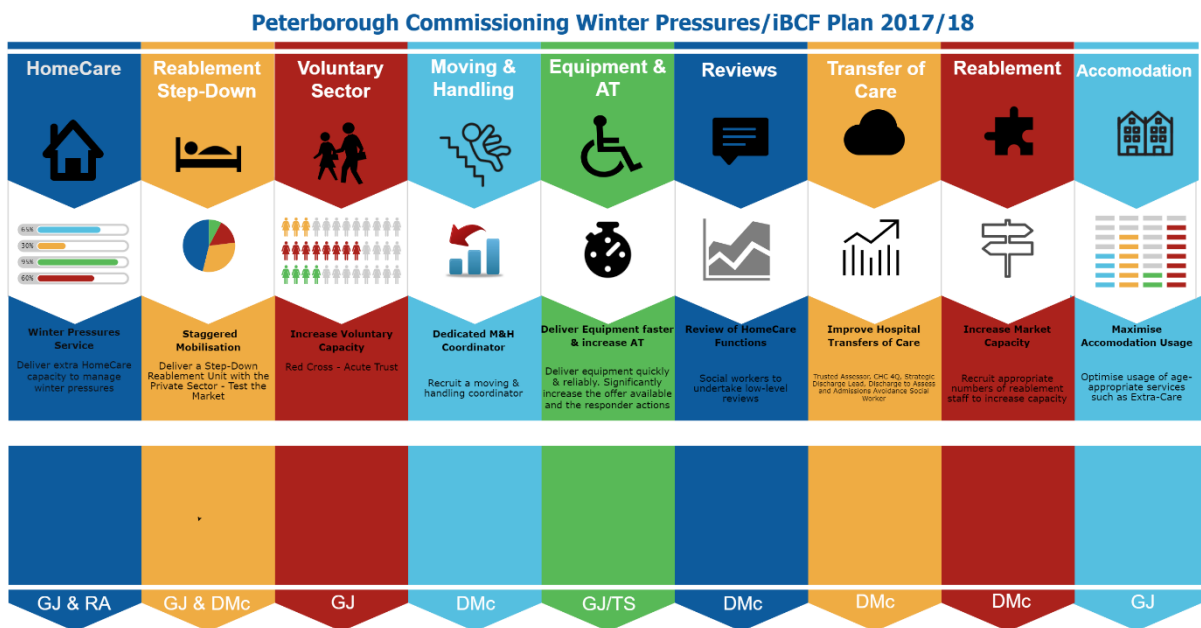 Peterborough Commissioning Winter Pressures/iBCF Plan 2017/18
HomeCare
65%
30%
95%
60%
Winter Pressures
Service
Deliver extra HomeCare
capacity to manage
winter pressures
GJ & RA
Reablement
Step-Down
Staggered
Mobilisation
Deliver a Step-Down
Reablement Unit with the
Private Sector - Test the
Market
GJ & DMc
Voluntary
Sector
Increase Voluntary
Capacity
Red Cross - Acute Trust
GJ
Moving &
Handling
Dedicated M&H
Coordinator
Recruit a moving &
handling coordinator
DMc
Equipment &
AT
Deliver Equipment faster
& increase AT
Deliver equipment quickly
& reliably. Significantly
increase the offer available
and the responder actions
GJ/TS
Reviews
Review of HomeCare
Functions
Social workers to
undertake low-level
reviews
DMc
Transfer of
Care
Improve Hospital
Transfers of Care
Trusted Assessor, CHC 4Q, Strategic
Discharge Lead, Discharge to Assess
and Admissions Avoidance Social
Worker
DMc
Reablement
Increase Market
Capacity
Recruit appropriate
numbers of reablement
staff to increase capacity
DMc
Accomodation
Maximise
Accomodation Usage
Optimise usage of age-
appropriate services
such as Extra-Care
GJ